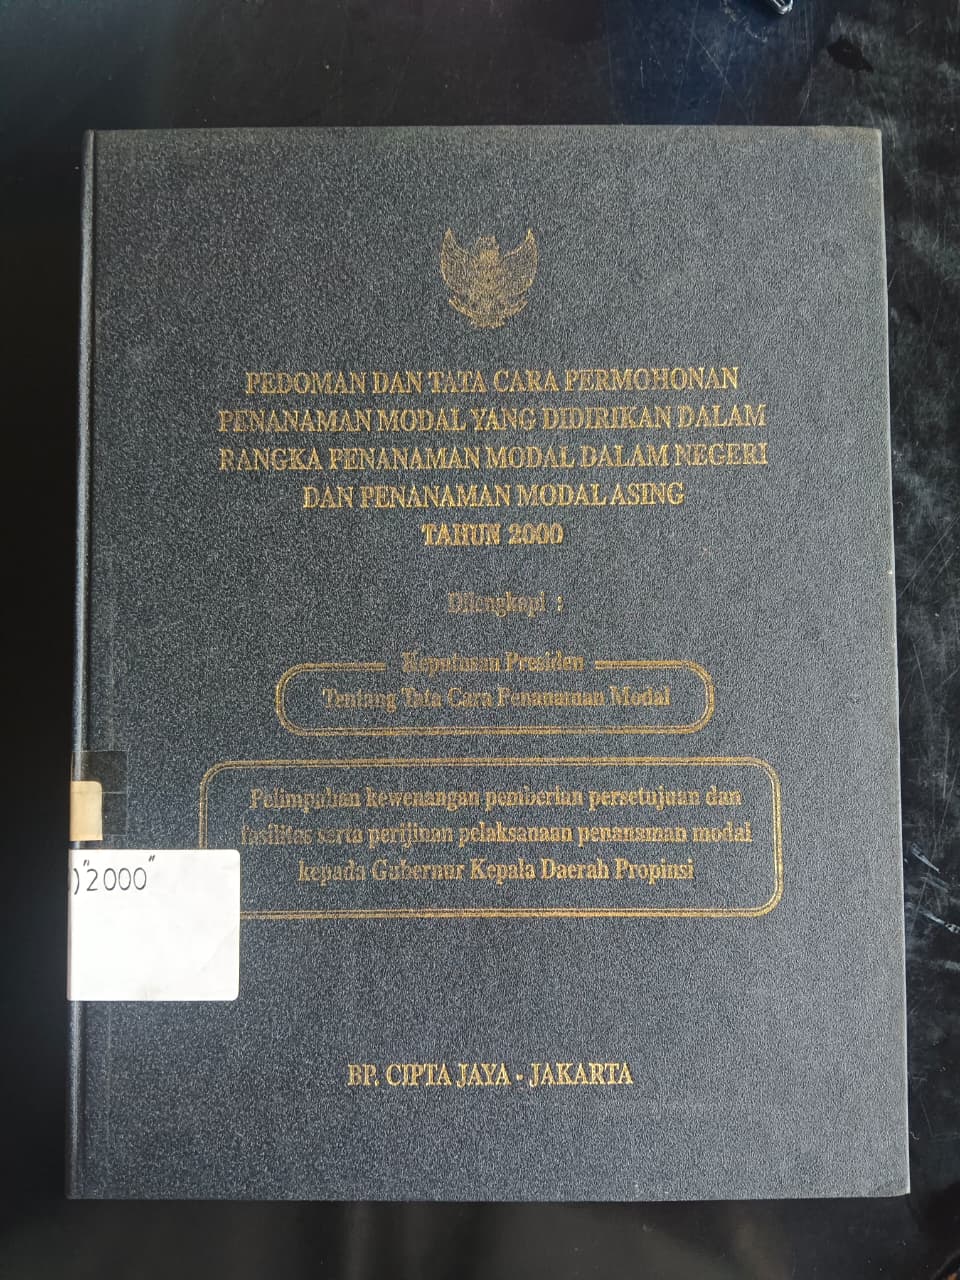 PEDOMAN DAN TATA CARA PERMOHONAN
PENANAMAN MODAL YANG DIDIRIKAN DALAM
RANGKA PENANAMAN MODAL DALAM NEGERI
DAN PENANAMAN MODAL ASING
TAHUN 2000
Dilengkapi :
Keputusan Presiden
Tentang Tata Cara Penanaman Modal
Pelimpahan kewenangan pemberian persetujuan dan
fasilitas serta perijinan pelaksanaan penanaman modal
kepada Gubernur Kepala Daerah Propinsi
)"2000"
BP. CIPTA JAYA - JAKARTA